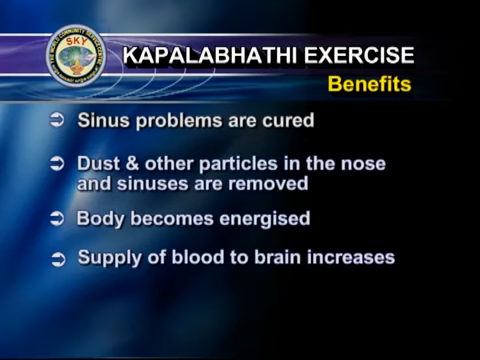 SKY
KAPALABHATHI EXERCISE
Benefits
Sinus problems are cured
Dust & other particles in the nose
and sinuses are removed
Body becomes energised
Supply of blood to brain increases